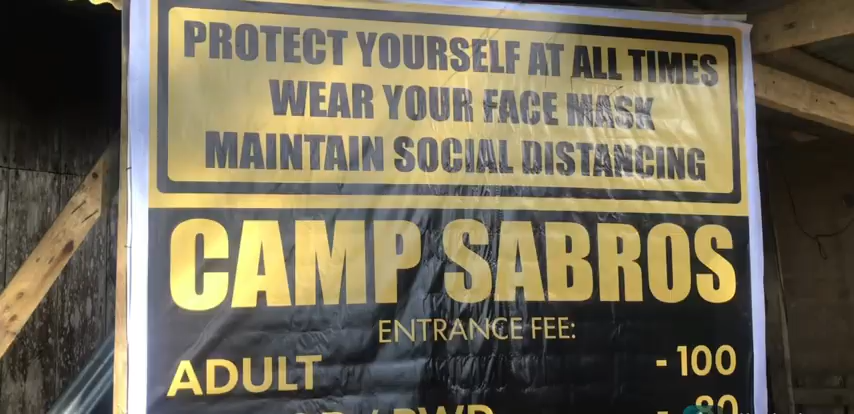 PROTECT YOURSELF AT ALL TIMES
WEAR YOUR FACE MASK
MAINTAIN SOCIAL DISTANCING
CAMP SABROS
ENTRANCE FEE:
ADULT - 100